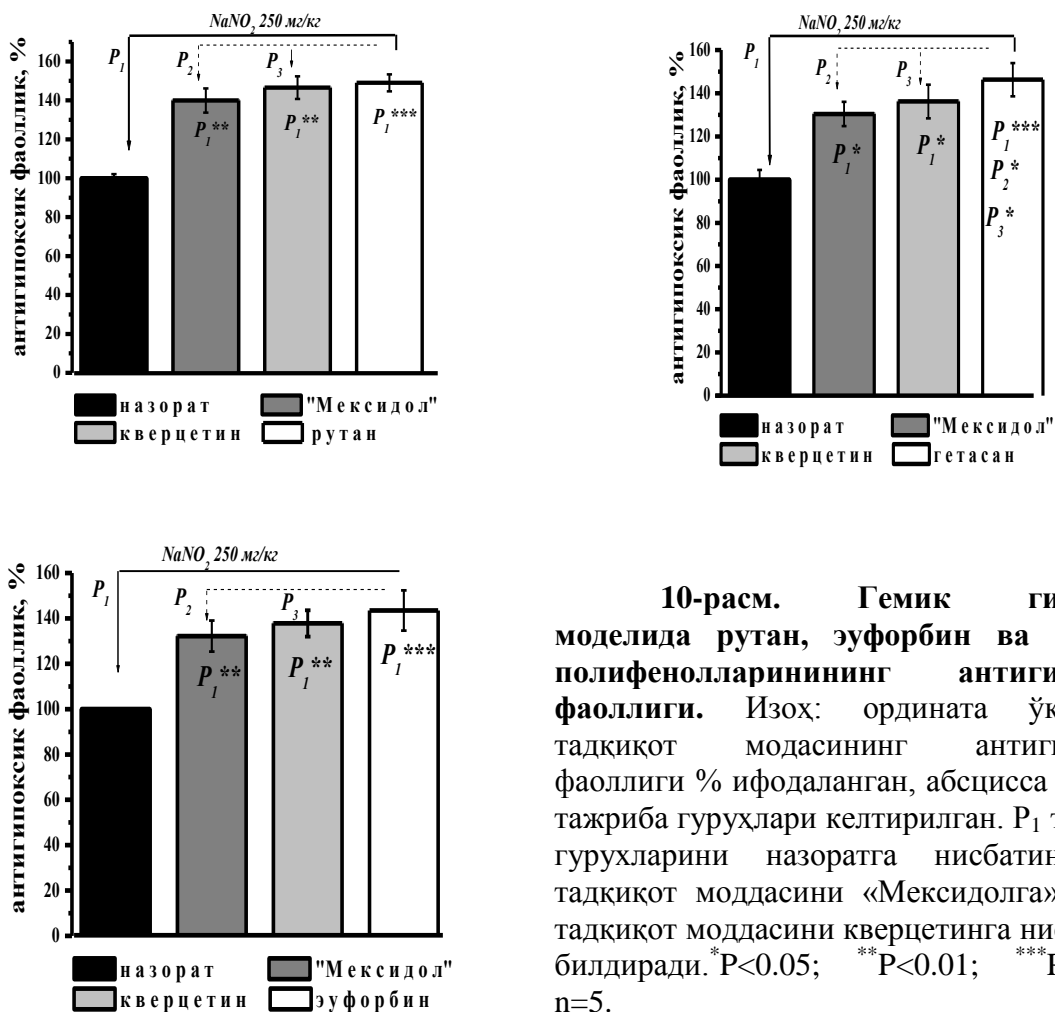 NaNO₂ 250 мг/кг
P₁ P₂ P₃
P₁** P₁** P₁***
антигипоксик фаоллик, %
160
140
120
100
80
60
40
20
0
назорат "Мексидол"
кверцетин рутан
NaNO₂ 250 мг/кг
P₁ P₂ P₃
P₁* P₁* P₁***
P₂*
P₃*
антигипоксик фаоллик, %
160
140
120
100
80
60
40
20
0
назорат "Мексидол"
кверцетин гетасан
NaNO₂ 250 мг/кг
P₁ P₂ P₃
P₁** P₁** P₁***
антигипоксик фаоллик, %
160
140
120
100
80
60
40
20
0
назорат "Мексидол"
кверцетин эуфорбин
10-расм. Гемик ги
моделида рутан, эуфорбин ва
полифенолларинининг антиги
фаоллиги. Изоҳ: ордината ўқ
тадқиқот модасининг антиги
фаоллиги % ифодаланган, абсцисса
тажриба гуруҳлари келтирилган. P₁ т
гурухларини назоратга нисбатин
тадқиқот моддасини «Мексидолга»
тадқиқот моддасини кверцетинга ни
билдиради.*P<0.05; **P<0.01; ***P
n=5.